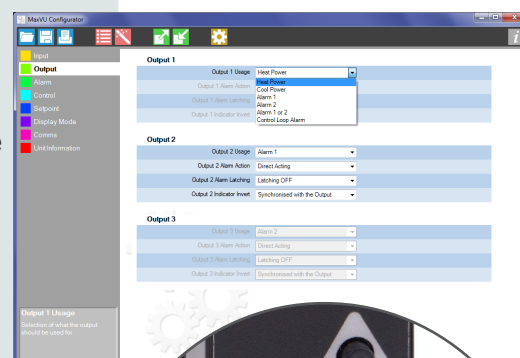 MaxVU Configurator
Input
Output
Alarm
Control
Setpoint
Display Mode
Comms
Unit Information
Output 1
Output 1 Usage Heat Power
Heat Power
Cool Power
Alarm 1
Alarm 2
Alarm 1 or 2
Control Loop Alarm
Output 1 Alarm Action
Output 1 Alarm Latching
Output 1 Indicator Invert
Output 2
Output 2 Usage Alarm 1
Output 2 Alarm Action Direct Acting
Output 2 Alarm Latching Latching OFF
Output 2 Indicator Invert Synchronised with the Output
Output 3
Output 3 Usage Alarm 2
Output 3 Alarm Action Direct Acting
Output 3 Alarm Latching Latching OFF
Output 3 Indicator Invert Synchronised with the Output
Output 1 Usage
Selection of what the output
should be used for
e
i